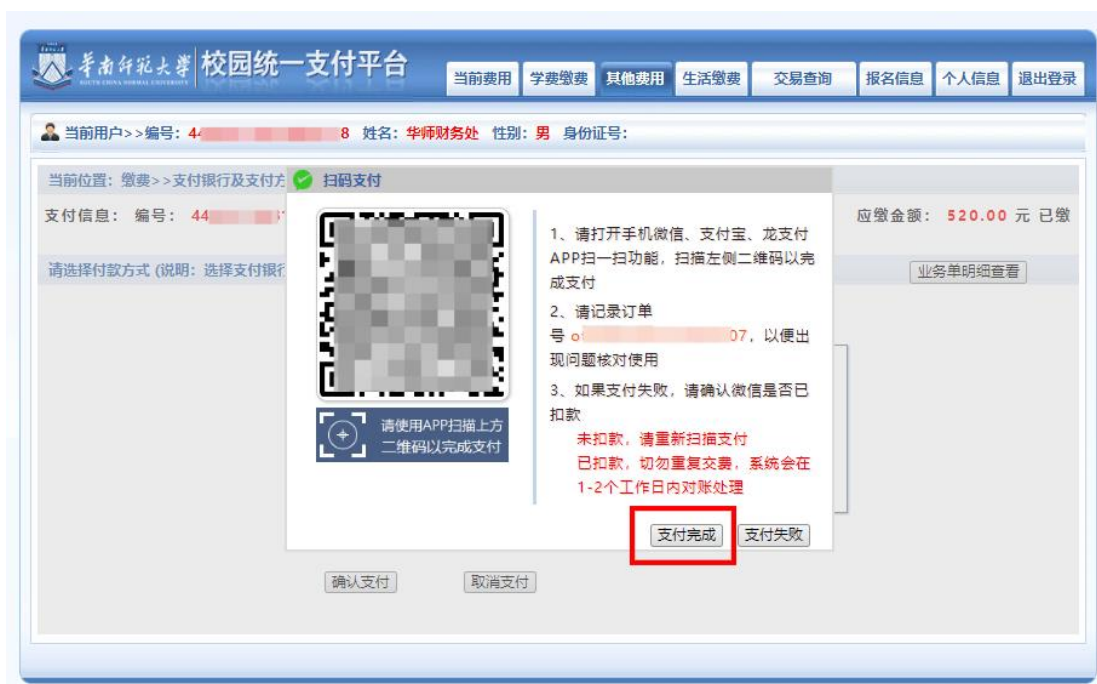 华南师范大学 校园统一支付平台
SOUTH CHINA NORMAL UNIVERSITY
当前费用 学费缴费 其他费用 生活缴费 交易查询 报名信息 个人信息 退出登录
当前用户>>编号：44 8 姓名：华师财务处 性别：男 身份证号：
当前位置：缴费>>支付银行及支付方
支付信息： 编号： 44
应缴金额： 520.00 元 已缴
请选择付款方式 (说明：选择支付银行
业务单明细查看
扫码支付
请使用APP扫描上方
二维码以完成支付
1、请打开手机微信、支付宝、龙支付
APP扫一扫功能，扫描左侧二维码以完
成支付
2、请记录订单
号 07，以便出
现问题核对使用
3、如果支付失败，请确认微信是否已
扣款
未扣款，请重新扫描支付
已扣款，切勿重复交费，系统会在
1-2个工作日内对账处理
支付完成 支付失败
确认支付 取消支付